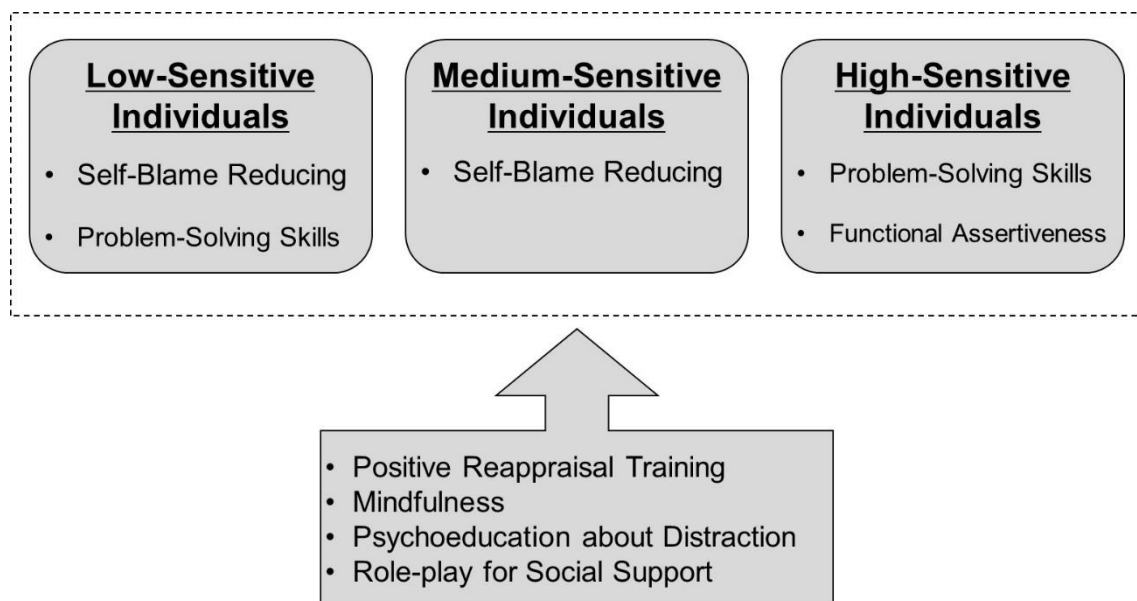 Low-Sensitive
Individuals
• Self-Blame Reducing
• Problem-Solving Skills
Medium-Sensitive
Individuals
• Self-Blame Reducing
High-Sensitive
Individuals
• Problem-Solving Skills
• Functional Assertiveness
• Positive Reappraisal Training
• Mindfulness
• Psychoeducation about Distraction
• Role-play for Social Support